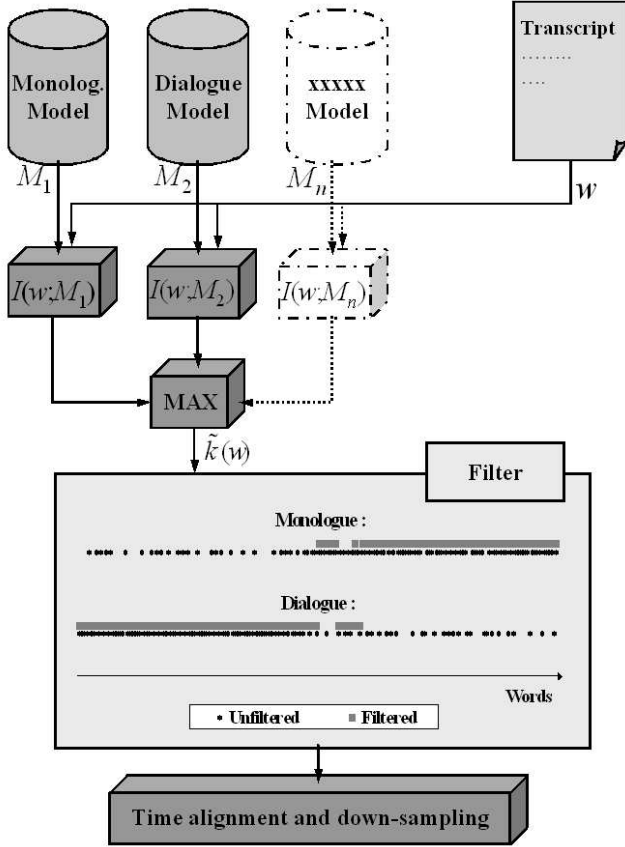 Monolog.
Model
Dialogue
Model
xxxxx
Model
Transcript
........
....
M₁
M₂
Mₙ
w
I(w;M₁)
I(w;M₂)
I(w;Mₙ)
MAX
k̃(w)
Filter
Monologue :
Dialogue :
Words
Unfiltered
Filtered
Time alignment and down-sampling